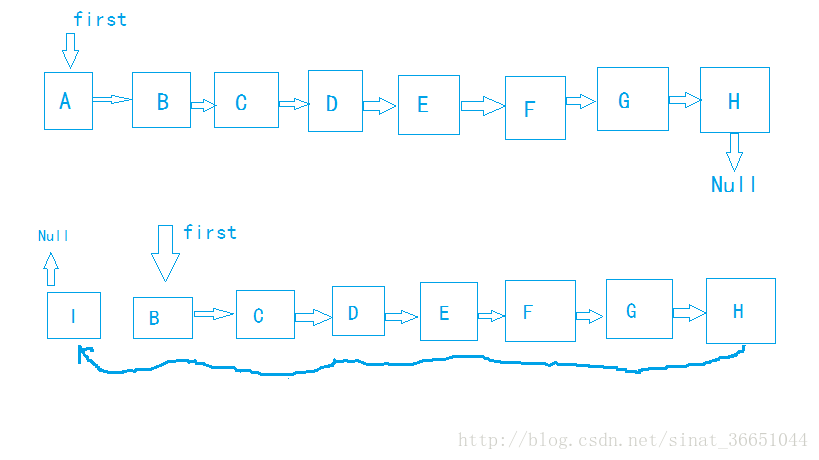 first
A B C D E F G H
Null
first
Null
I B C D E F G H
http://blog.csdn.net/sinat_36651044